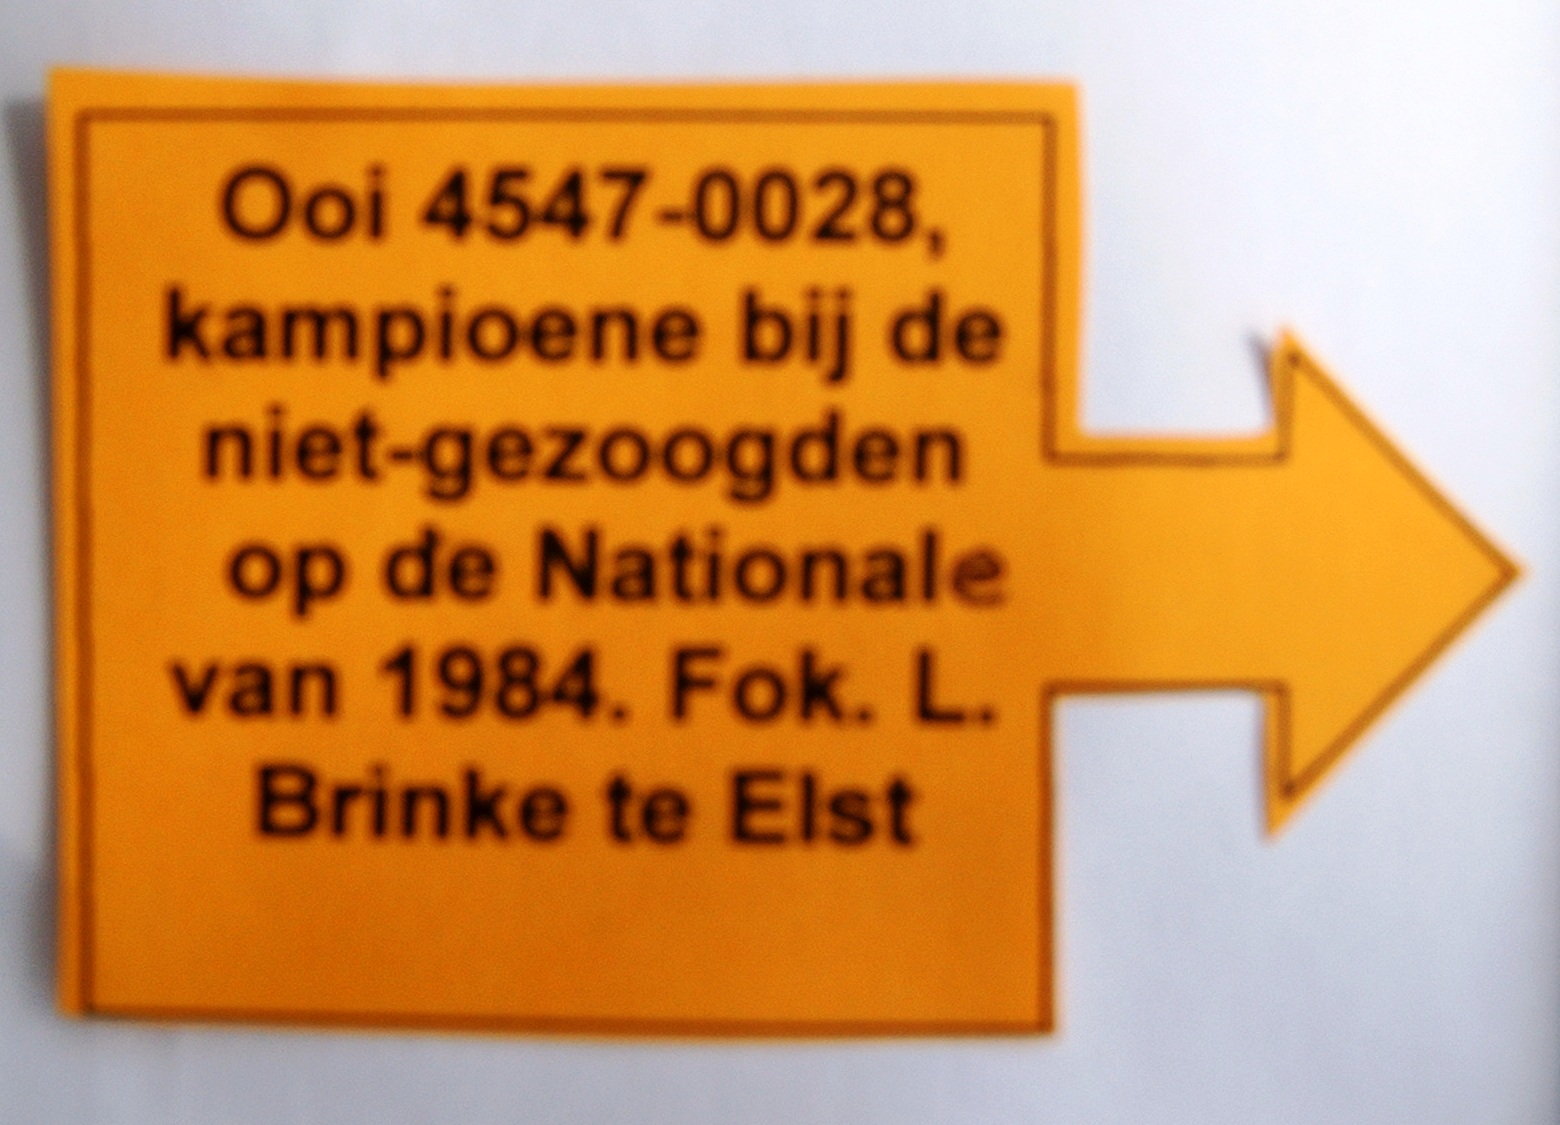 Ooi 4547-0028,
kampioene bij de
niet-gezoogden
op de Nationale
van 1984. Fok. L.
Brinke te Elst